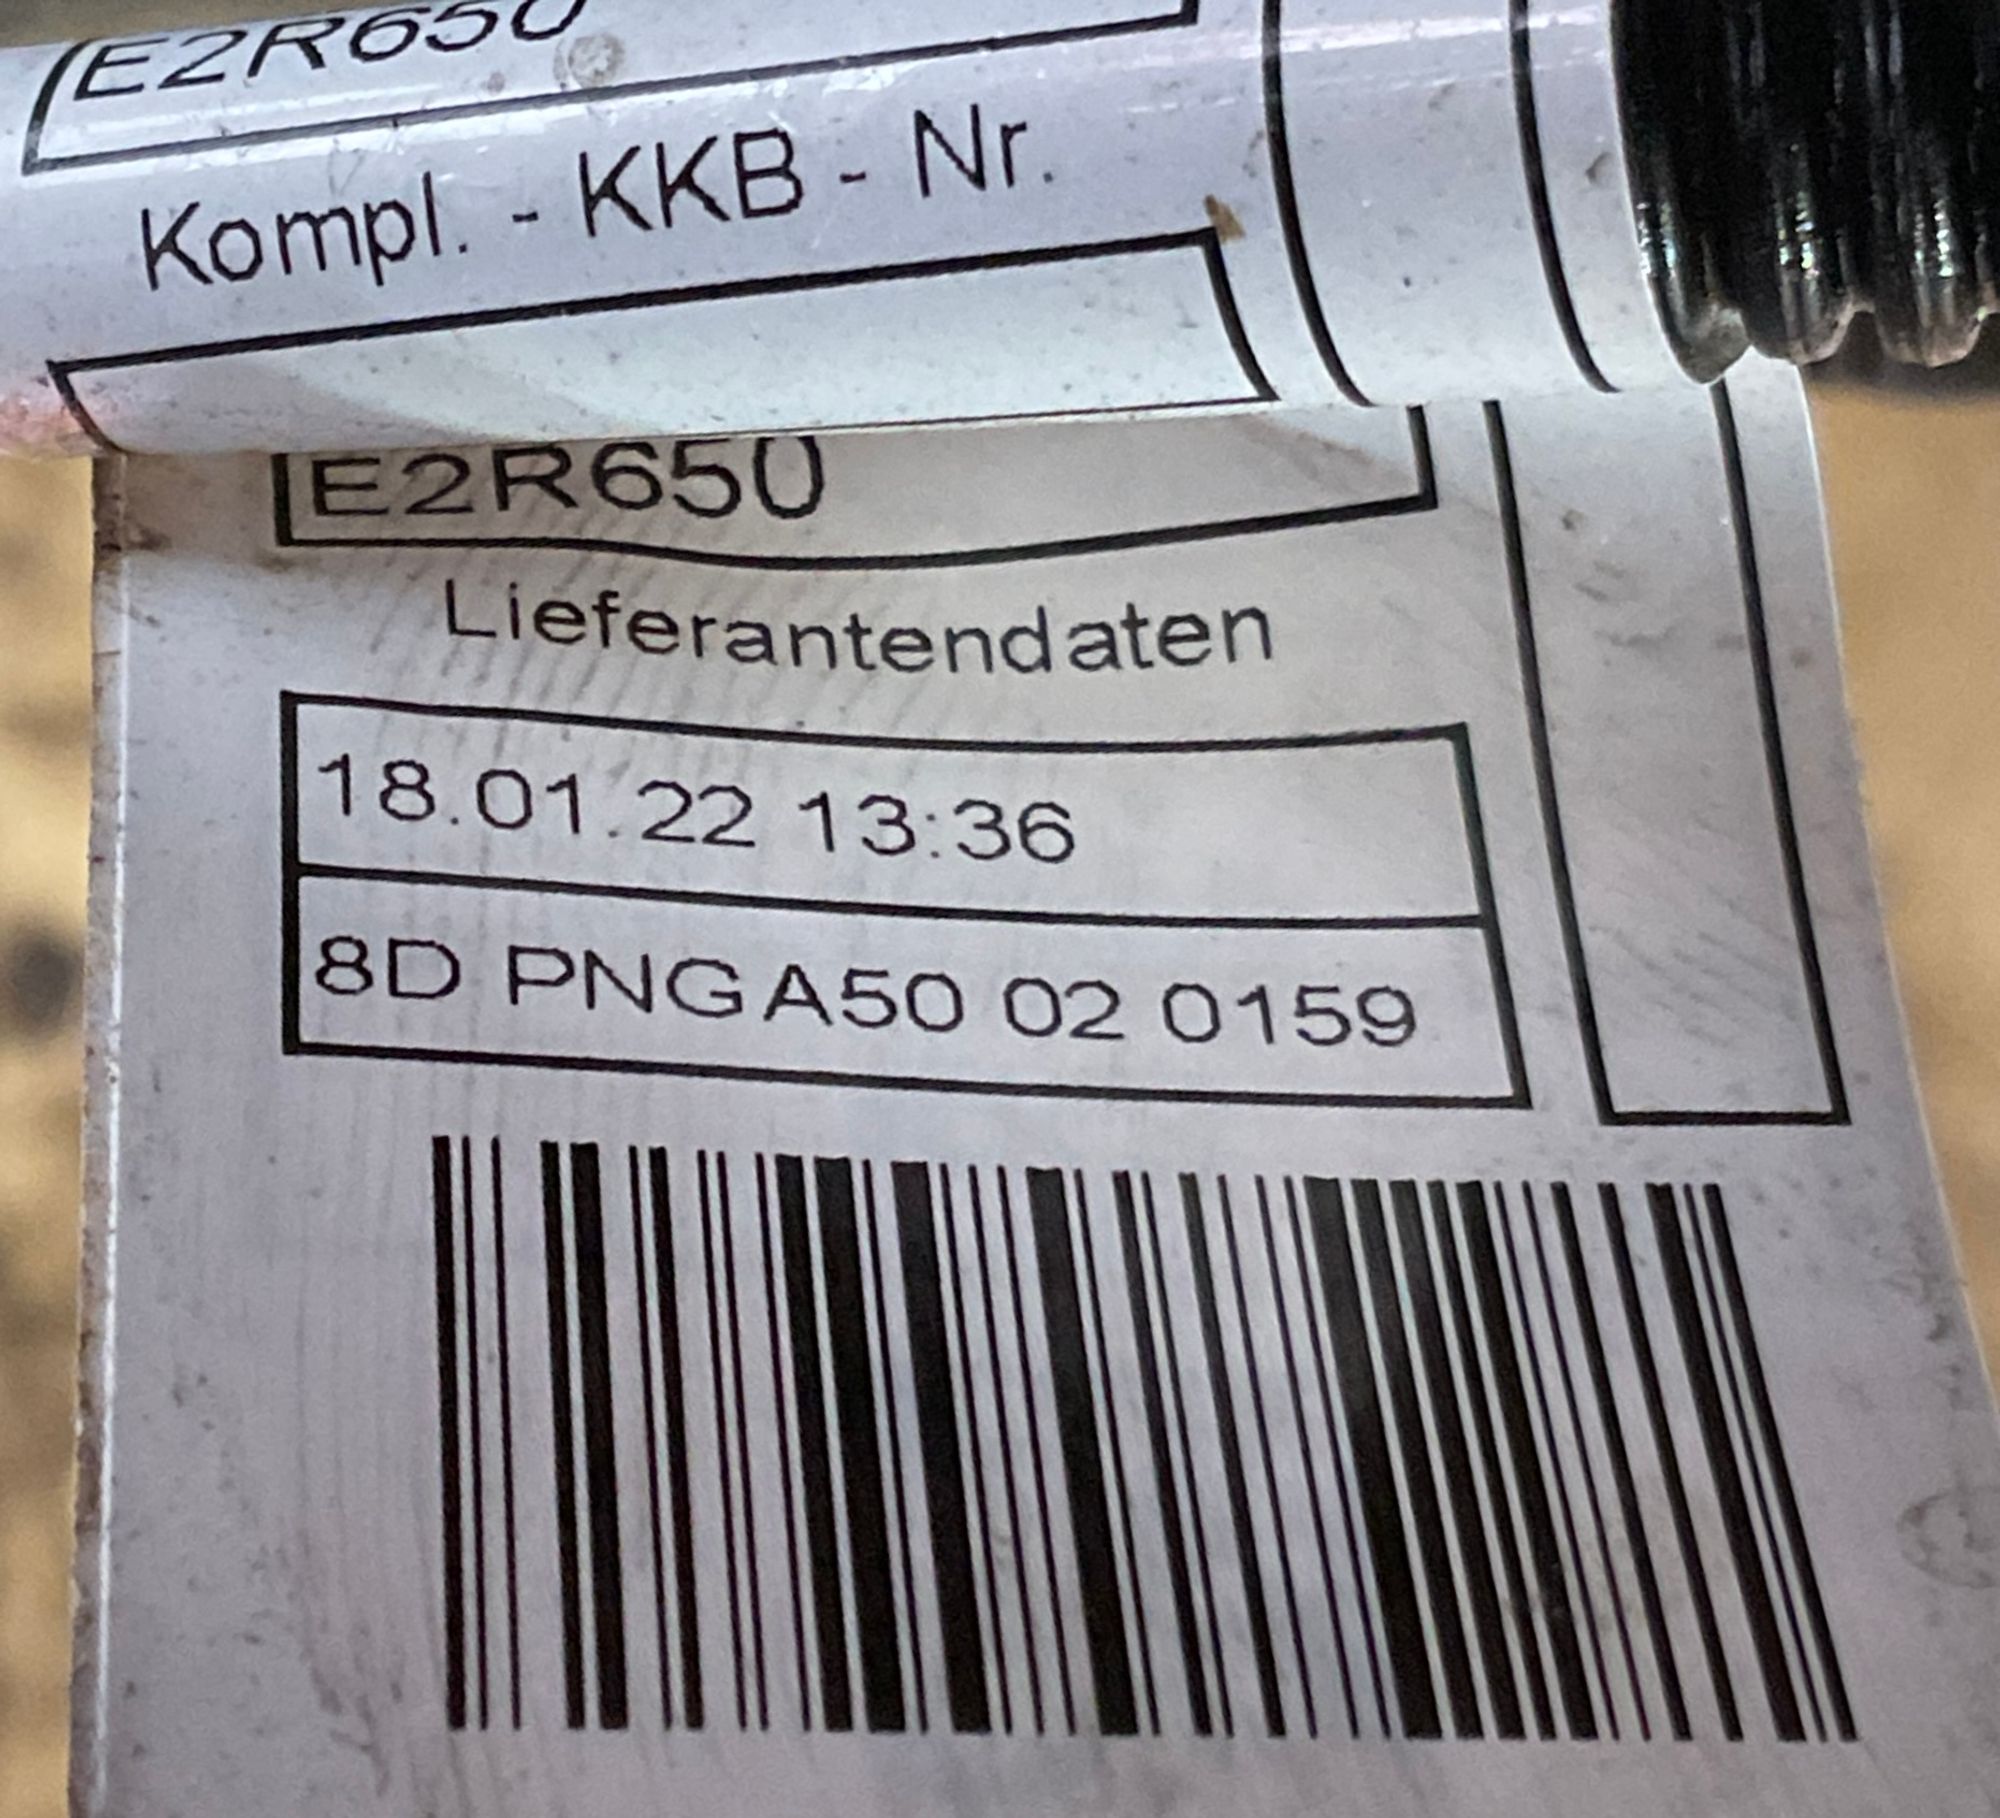 E2R650
Kompl. - KKB - Nr.
E2R650
Lieferantendaten
18.01.22 13:36
8D PNGA50 02 0159